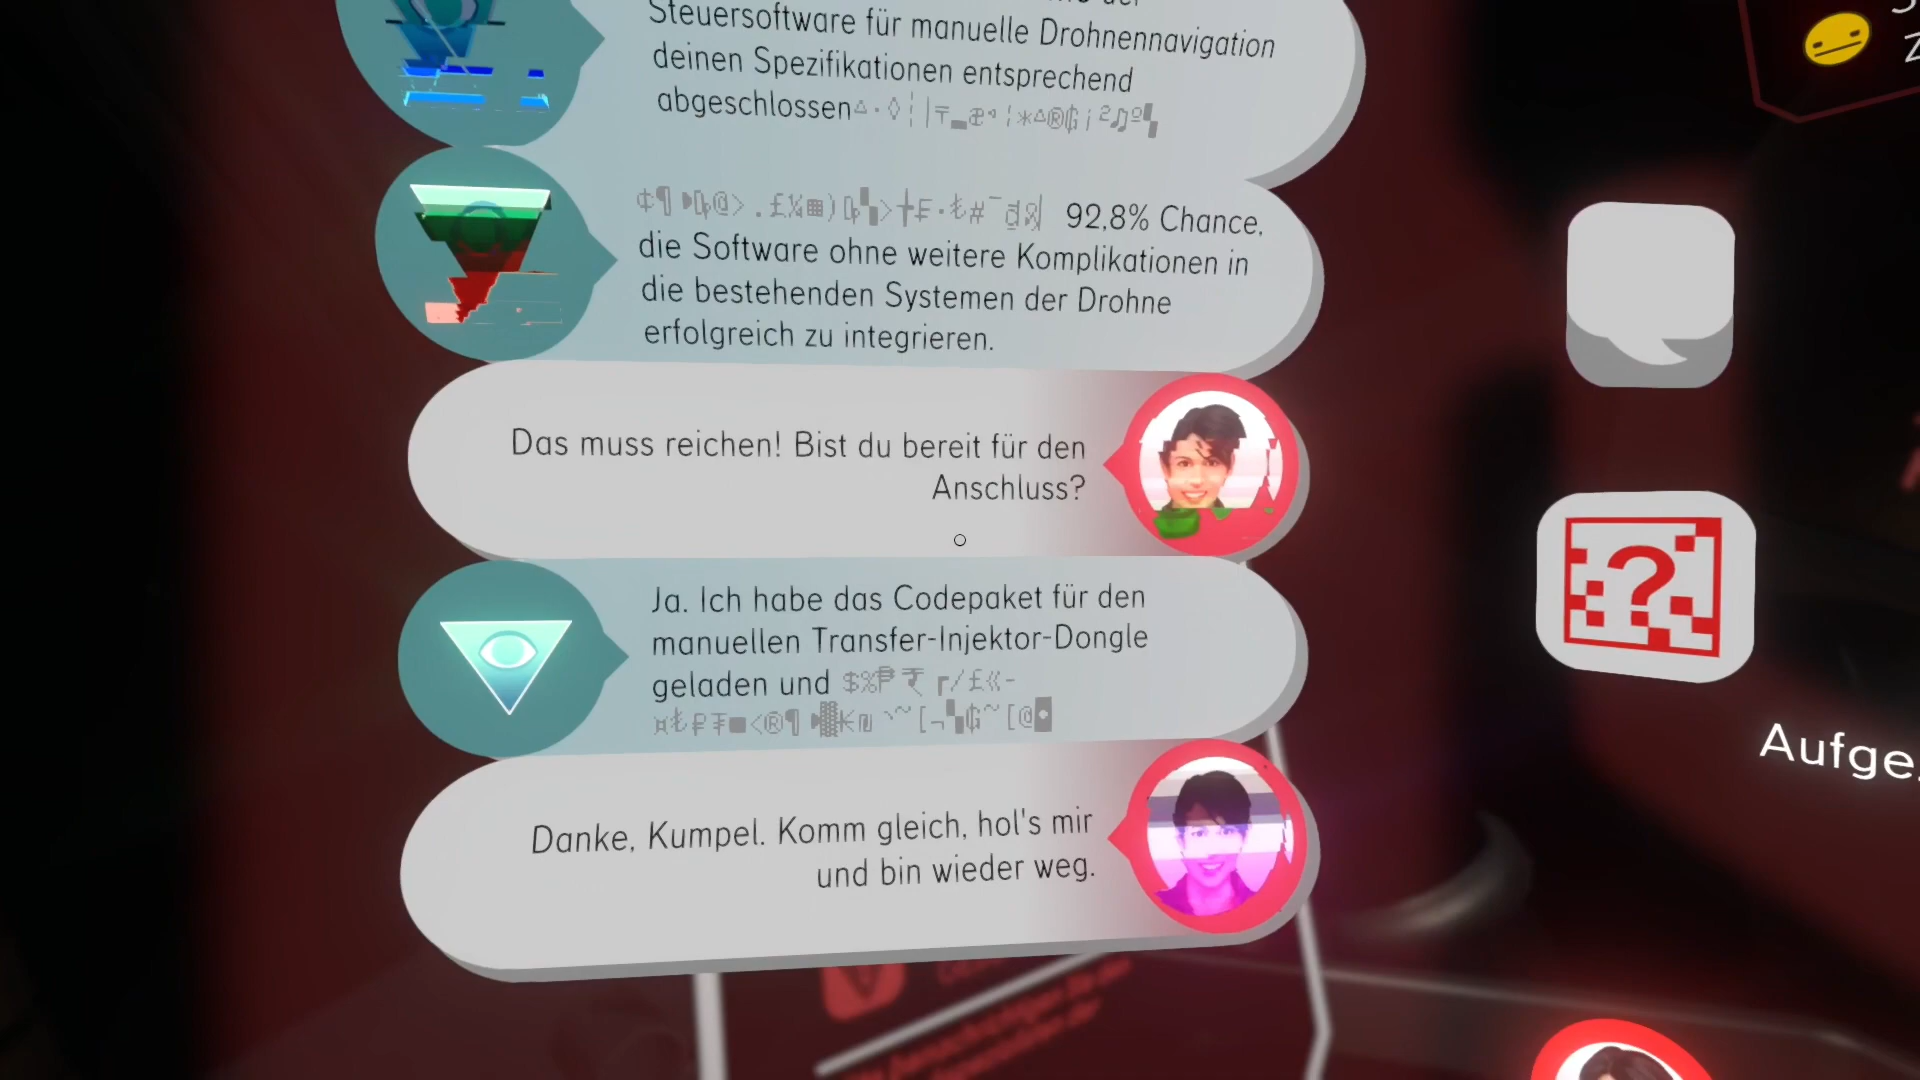 Steuersoftware für manuelle Drohnennavigation
deinen Spezifikationen entsprechend
abgeschlossen
92,8% Chance,
die Software ohne weitere Komplikationen in
die bestehenden Systemen der Drohne
erfolgreich zu integrieren.
Das muss reichen! Bist du bereit für den
Anschluss?
Ja. Ich habe das Codepaket für den
manuellen Transfer-Injektor-Dongle
geladen und
Danke, Kumpel. Komm gleich, hol's mir
und bin wieder weg.
?
Aufge